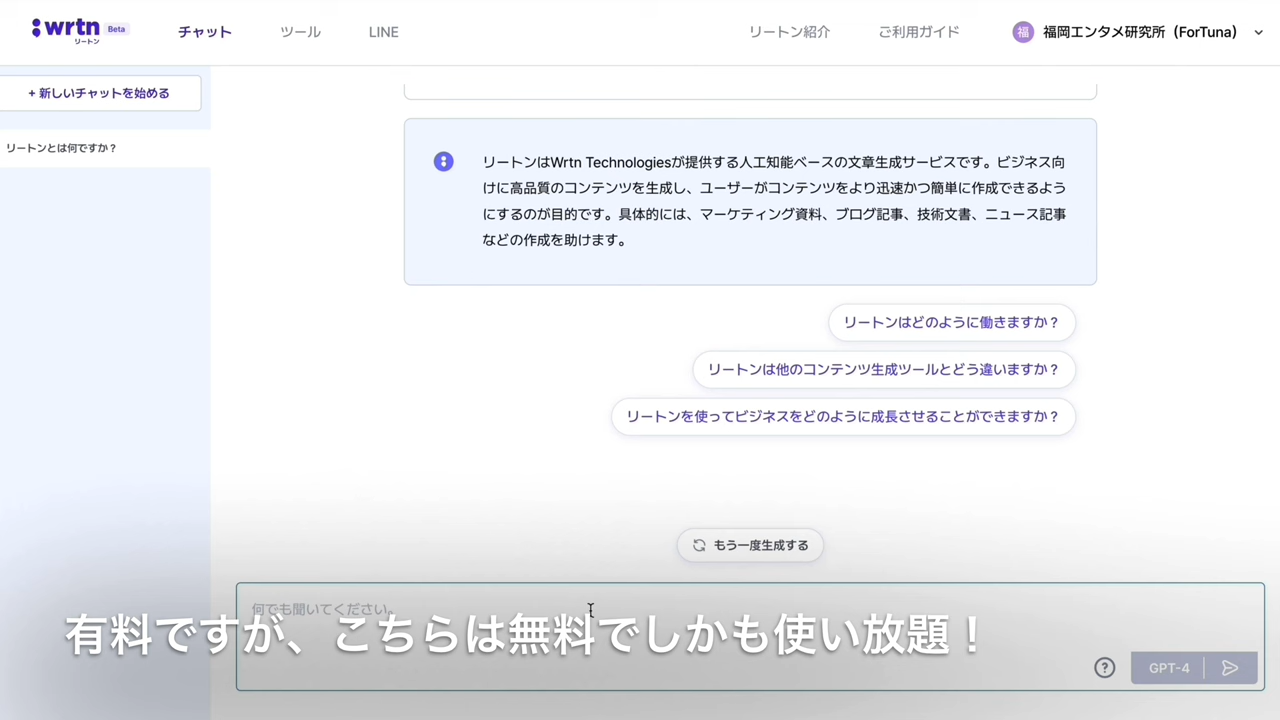 wrtn Beta
リートン
チャット ツール LINE リートン紹介 ご利用ガイド 福 福岡エンタメ研究所（ForTuna）
+ 新しいチャットを始める
リートンとは何ですか？
リートンはWrtn Technologiesが提供する人工知能ベースの文章生成サービスです。ビジネス向
けに高品質のコンテンツを生成し、ユーザーがコンテンツをより迅速かつ簡単に作成できるよう
にするのが目的です。具体的には、マーケティング資料、ブログ記事、技術文書、ニュース記事
などの作成を助けます。
リートンはどのように働きますか？
リートンは他のコンテンツ生成ツールとどう違いますか？
リートンを使ってビジネスをどのように成長させることができますか？
もう一度生成する
何でも聞いてください。
有料ですが、こちらは無料でしかも使い放題！
? GPT-4